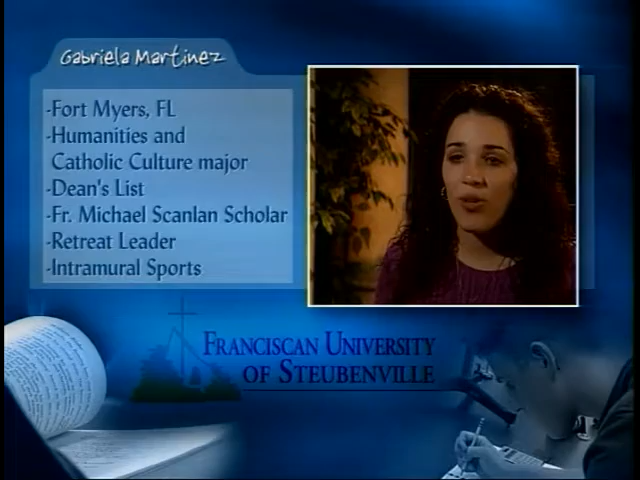 Gabriela Martinez
-Fort Myers, FL
-Humanities and
Catholic Culture major
-Dean's List
-Fr. Michael Scanlan Scholar
-Retreat Leader
-Intramural Sports
FRANCISCAN UNIVERSITY
OF STEUBENVILLE